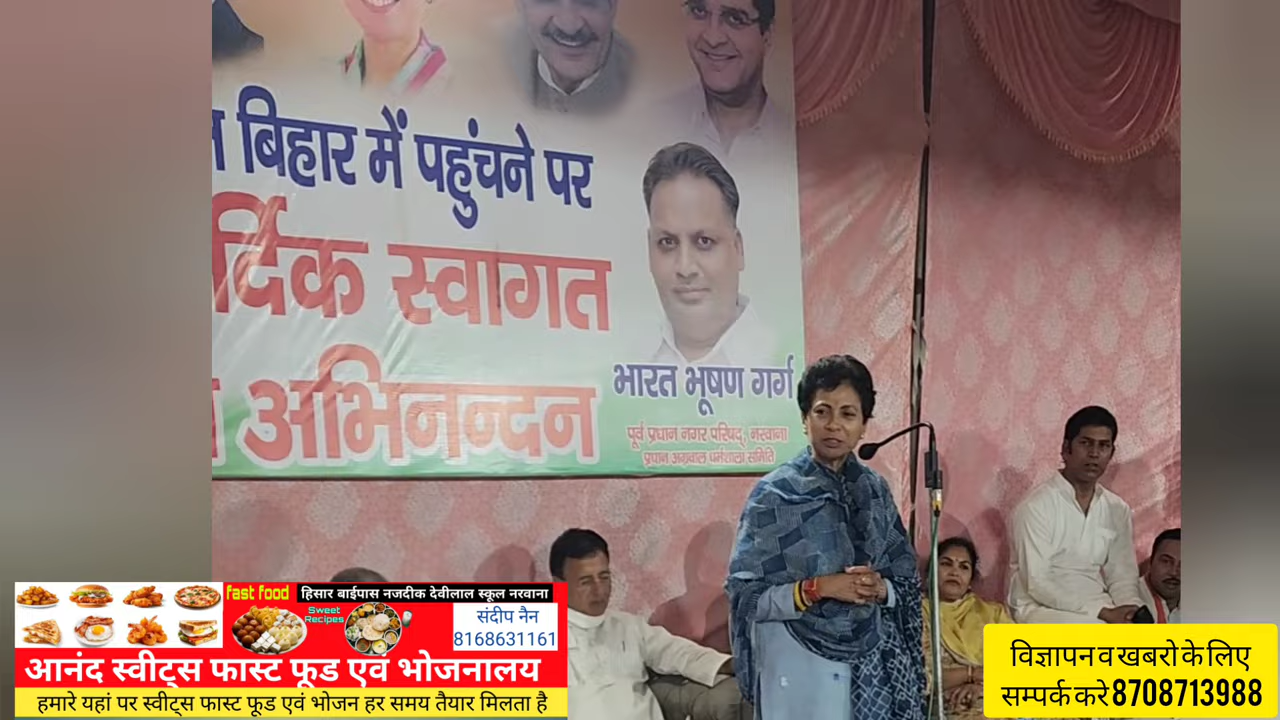 बिहार में पहुंचने पर
र्दिक स्वागत
अभिनन्दन
भारत भूषण गर्ग
पूर्व प्रधान नगर परिषद्, नरवाना
प्रधान अग्रवाल धर्मशाला समिति
fast food
हिसार बाईपास नजदीक देवीलाल स्कूल नरवाना
Sweet
Recipes
संदीप नैन
8168631161
आनंद स्वीट्स फास्ट फूड एवं भोजनालय
हमारे यहां पर स्वीट्स फास्ट फूड एवं भोजन हर समय तैयार मिलता है
विज्ञापन व खबरो के लिए
सम्पर्क करे 8708713988